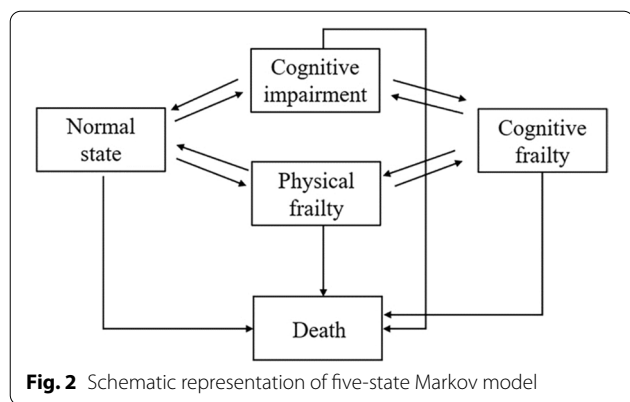 Cognitive
impairment
Normal
state
Cognitive
frailty
Physical
frailty
Death
Fig. 2 Schematic representation of five-state Markov model